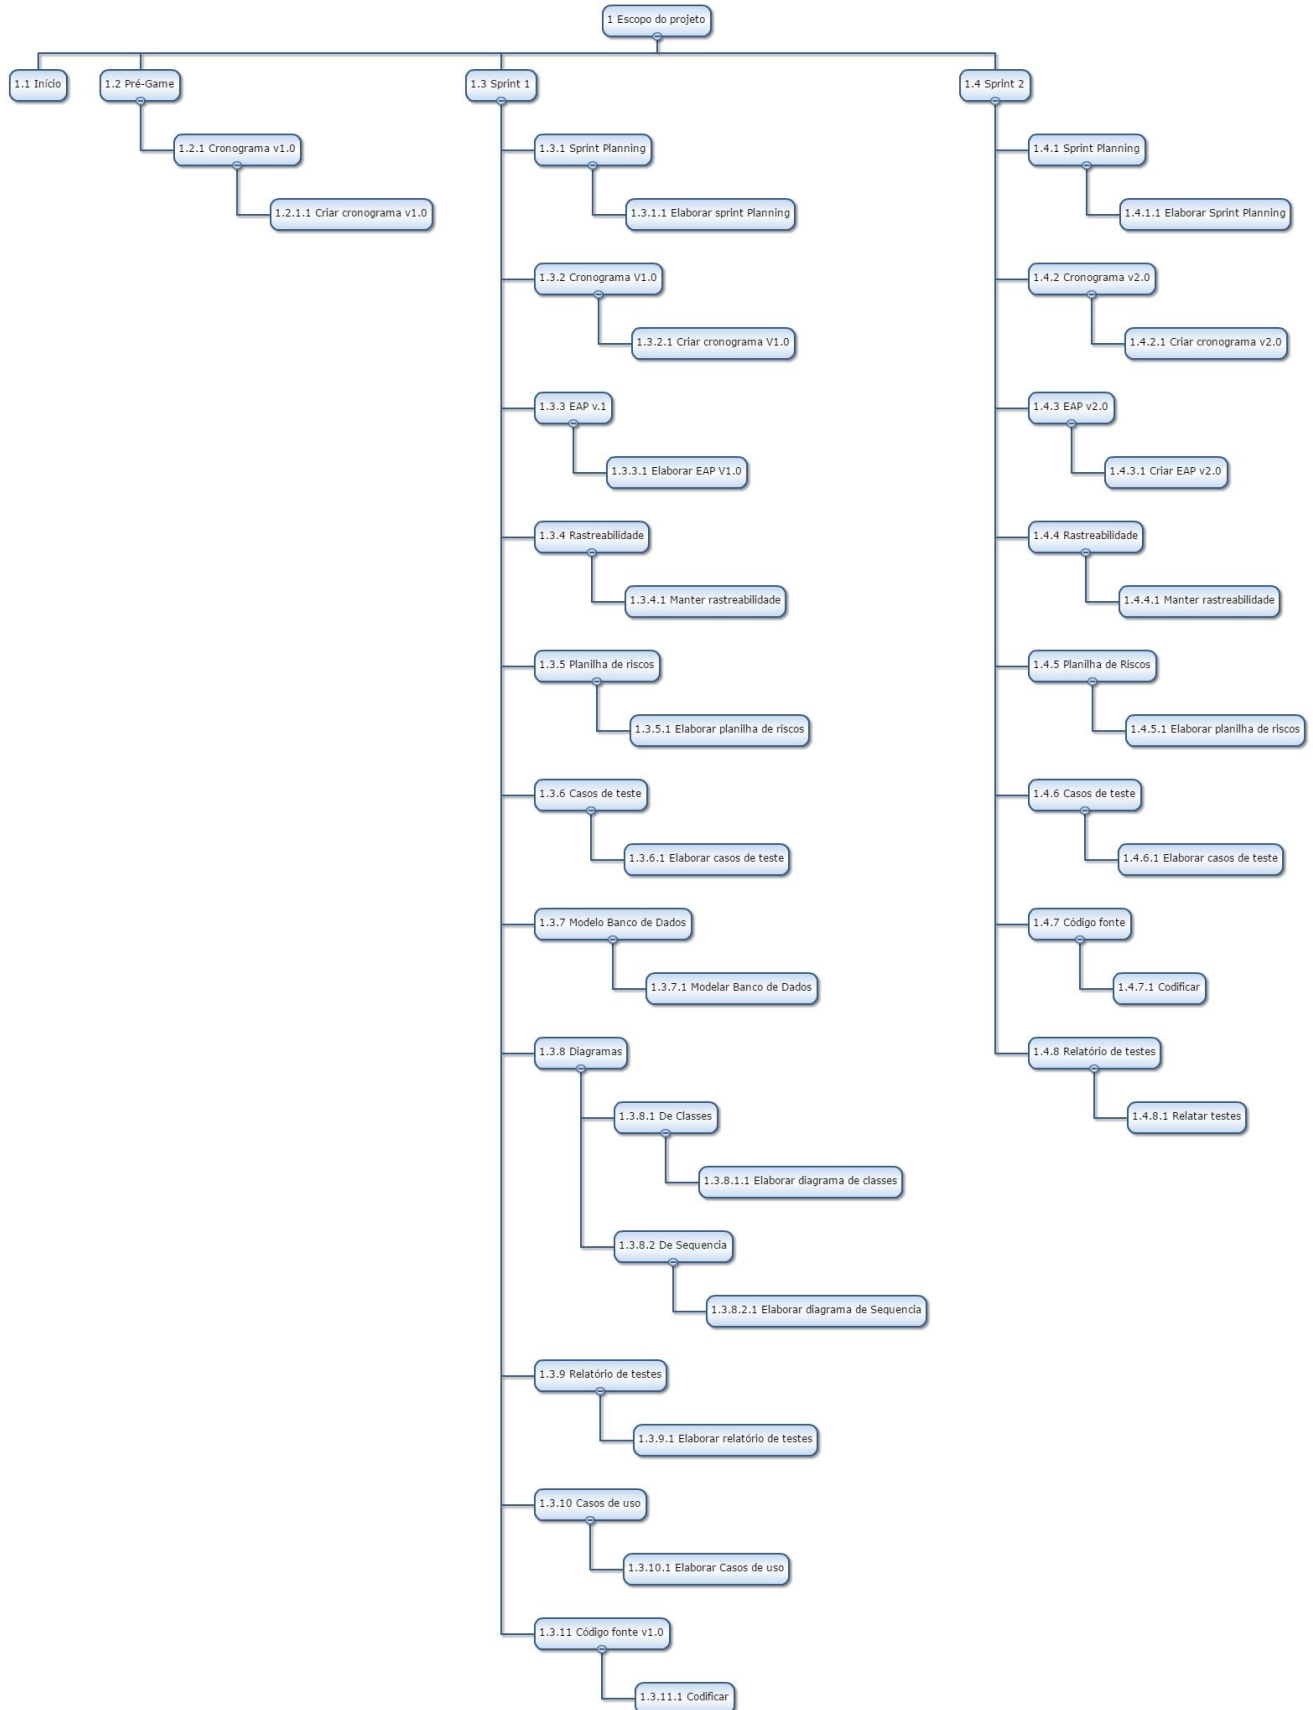 1 Escopo do projeto
1.1 Início
1.2 Pré-Game
1.2.1 Cronograma v1.0
1.2.1.1 Criar cronograma v1.0
1.3 Sprint 1
1.3.1 Sprint Planning
1.3.1.1 Elaborar sprint Planning
1.3.2 Cronograma V1.0
1.3.2.1 Criar cronograma V1.0
1.3.3 EAP v.1
1.3.3.1 Elaborar EAP V1.0
1.3.4 Rastreabilidade
1.3.4.1 Manter rastreabilidade
1.3.5 Planilha de riscos
1.3.5.1 Elaborar planilha de riscos
1.3.6 Casos de teste
1.3.6.1 Elaborar casos de teste
1.3.7 Modelo Banco de Dados
1.3.7.1 Modelar Banco de Dados
1.3.8 Diagramas
1.3.8.1 De Classes
1.3.8.1.1 Elaborar diagrama de classes
1.3.8.2 De Sequencia
1.3.8.2.1 Elaborar diagrama de Sequencia
1.3.9 Relatório de testes
1.3.9.1 Elaborar relatório de testes
1.3.10 Casos de uso
1.3.10.1 Elaborar Casos de uso
1.3.11 Código fonte v1.0
1.3.11.1 Codificar
1.4 Sprint 2
1.4.1 Sprint Planning
1.4.1.1 Elaborar Sprint Planning
1.4.2 Cronograma v2.0
1.4.2.1 Criar cronograma v2.0
1.4.3 EAP v2.0
1.4.3.1 Criar EAP v2.0
1.4.4 Rastreabilidade
1.4.4.1 Manter rastreabilidade
1.4.5 Planilha de Riscos
1.4.5.1 Elaborar planilha de riscos
1.4.6 Casos de teste
1.4.6.1 Elaborar casos de teste
1.4.7 Código fonte
1.4.7.1 Codificar
1.4.8 Relatório de testes
1.4.8.1 Relatar testes